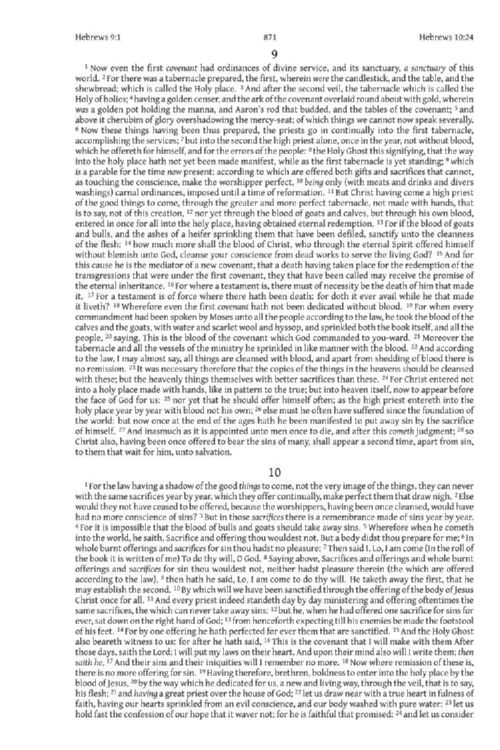 Hebrews 9:1 871 Hebrews 10:24
9
1 Now even the first covenant had ordinances of divine service, and its sanctuary, a sanctuary of this
world. 2 For there was a tabernacle prepared, the first, wherein were the candlestick, and the table, and the
shewbread; which is called the Holy place. 3 And after the second veil, the tabernacle which is called the
Holy of holies; 4 having a golden censer, and the ark of the covenant overlaid round about with gold, wherein
was a golden pot holding the manna, and Aaron's rod that budded, and the tables of the covenant; 5 and
above it cherubim of glory overshadowing the mercy-seat; of which things we cannot now speak severally.
6 Now these things having been thus prepared, the priests go in continually into the first tabernacle,
accomplishing the services; 7 but into the second the high priest alone, once in the year, not without blood,
which he offereth for himself, and for the errors of the people: 8 the Holy Ghost this signifying, that the way
into the holy place hath not yet been made manifest, while as the first tabernacle is yet standing; 9 which
is a parable for the time now present; according to which are offered both gifts and sacrifices that cannot,
as touching the conscience, make the worshipper perfect, 10 being only (with meats and drinks and divers
washings) carnal ordinances, imposed until a time of reformation. 11 But Christ having come a high priest
of the good things to come, through the greater and more perfect tabernacle, not made with hands, that
is to say, not of this creation, 12 nor yet through the blood of goats and calves, but through his own blood,
entered in once for all into the holy place, having obtained eternal redemption. 13 For if the blood of goats
and bulls, and the ashes of a heifer sprinkling them that have been defiled, sanctify unto the cleanness
of the flesh: 14 how much more shall the blood of Christ, who through the eternal Spirit offered himself
without blemish unto God, cleanse your conscience from dead works to serve the living God? 15 And for
this cause he is the mediator of a new covenant, that a death having taken place for the redemption of the
transgressions that were under the first covenant, they that have been called may receive the promise of
the eternal inheritance. 16 For where a testament is, there must of necessity be the death of him that made
it. 17 For a testament is of force where there hath been death: for doth it ever avail while he that made
it liveth? 18 Wherefore even the first covenant hath not been dedicated without blood. 19 For when every
commandment had been spoken by Moses unto all the people according to the law, he took the blood of the
calves and the goats, with water and scarlet wool and hyssop, and sprinkled both the book itself, and all the
people, 20 saying, This is the blood of the covenant which God commanded to you-ward. 21 Moreover the
tabernacle and all the vessels of the ministry he sprinkled in like manner with the blood. 22 And according
to the law, I may almost say, all things are cleansed with blood, and apart from shedding of blood there is
no remission. 23 It was necessary therefore that the copies of the things in the heavens should be cleansed
with these; but the heavenly things themselves with better sacrifices than these. 24 For Christ entered not
into a holy place made with hands, like in pattern to the true; but into heaven itself, now to appear before
the face of God for us: 25 nor yet that he should offer himself often; as the high priest entereth into the
holy place year by year with blood not his own; 26 else must he often have suffered since the foundation of
the world: but now once at the end of the ages hath he been manifested to put away sin by the sacrifice
of himself. 27 And inasmuch as it is appointed unto men once to die, and after this cometh judgment; 28 so
Christ also, having been once offered to bear the sins of many, shall appear a second time, apart from sin,
to them that wait for him, unto salvation.
10
1 For the law having a shadow of the good things to come, not the very image of the things, they can never
with the same sacrifices year by year, which they offer continually, make perfect them that draw nigh. 2 Else
would they not have ceased to be offered, because the worshippers, having been once cleansed, would have
had no more conscience of sins? 3 But in those sacrifices there is a remembrance made of sins year by year.
4 For it is impossible that the blood of bulls and goats should take away sins. 5 Wherefore when he cometh
into the world, he saith, Sacrifice and offering thou wouldest not, But a body didst thou prepare for me; 6 In
whole burnt offerings and sacrifices for sin thou hadst no pleasure: 7 Then said I, Lo, I am come (In the roll of
the book it is written of me) To do thy will, O God. 8 Saying above, Sacrifices and offerings and whole burnt
offerings and sacrifices for sin thou wouldest not, neither hadst pleasure therein (the which are offered
according to the law), 9 then hath he said, Lo, I am come to do thy will. He taketh away the first, that he
may establish the second. 10 By which will we have been sanctified through the offering of the body of Jesus
Christ once for all. 11 And every priest indeed standeth day by day ministering and offering oftentimes the
same sacrifices, the which can never take away sins: 12 but he, when he had offered one sacrifice for sins for
ever, sat down on the right hand of God; 13 from henceforth expecting till his enemies be made the footstool
of his feet. 14 For by one offering he hath perfected for ever them that are sanctified. 15 And the Holy Ghost
also beareth witness to us: for after he hath said, 16 This is the covenant that I will make with them After
those days, saith the Lord; I will put my laws on their heart, And upon their mind also will I write them; then
saith he, 17 And their sins and their iniquities will I remember no more. 18 Now where remission of these is,
there is no more offering for sin. 19 Having therefore, brethren, boldness to enter into the holy place by the
blood of Jesus, 20 by the way which he dedicated for us, a new and living way, through the veil, that is to say,
his flesh; 21 and having a great priest over the house of God; 22 let us draw near with a true heart in fulness of
faith, having our hearts sprinkled from an evil conscience, and our body washed with pure water: 23 let us
hold fast the confession of our hope that it waver not; for he is faithful that promised: 24 and let us consider